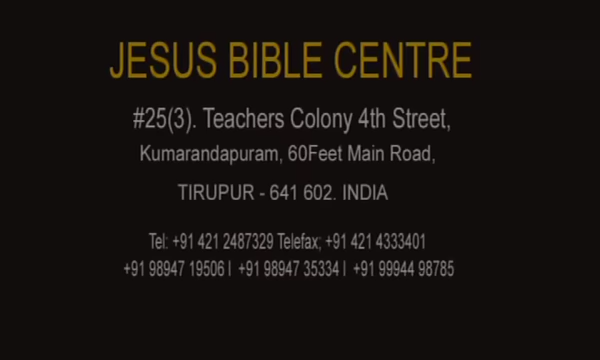 JESUS BIBLE CENTRE
#25(3). Teachers Colony 4th Street,
Kumarandapuram, 60Feet Main Road,
TIRUPUR - 641 602. INDIA
Tel: +91 421 2487329 Telefax; +91 421 4333401
+91 98947 19506 I +91 98947 35334 I +91 99944 98785